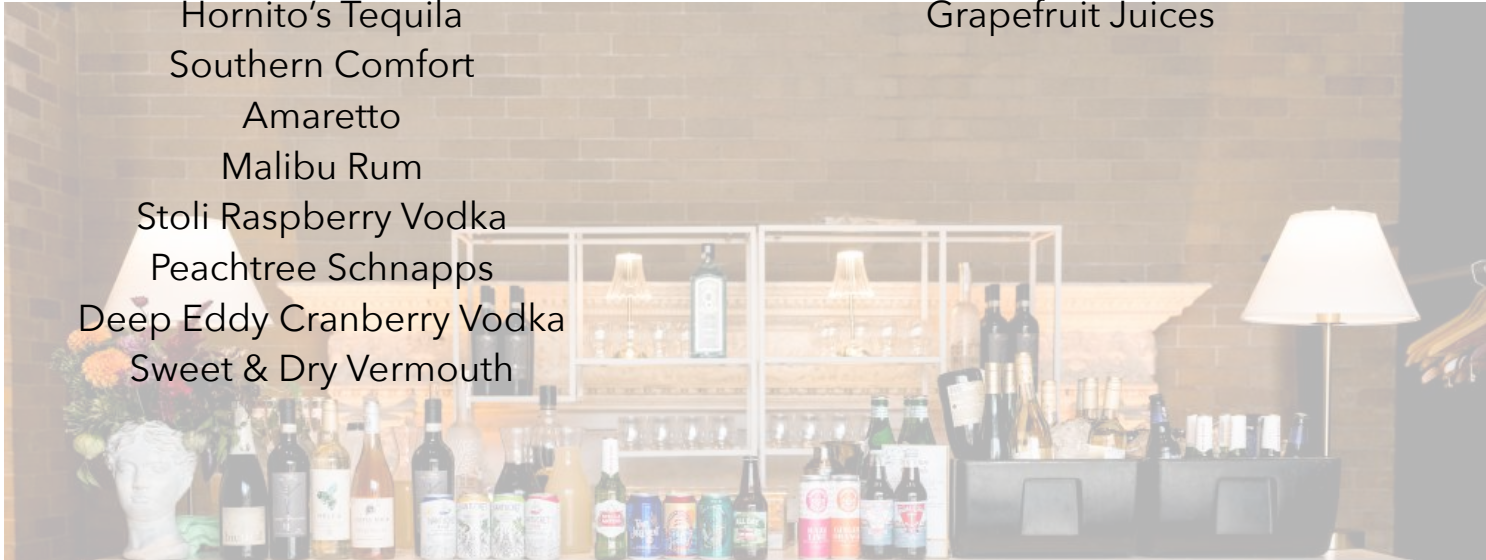 Hornito’s Tequila
Southern Comfort
Amaretto
Malibu Rum
Stoli Raspberry Vodka
Peachtree Schnapps
Deep Eddy Cranberry Vodka
Sweet & Dry Vermouth
Grapefruit Juices